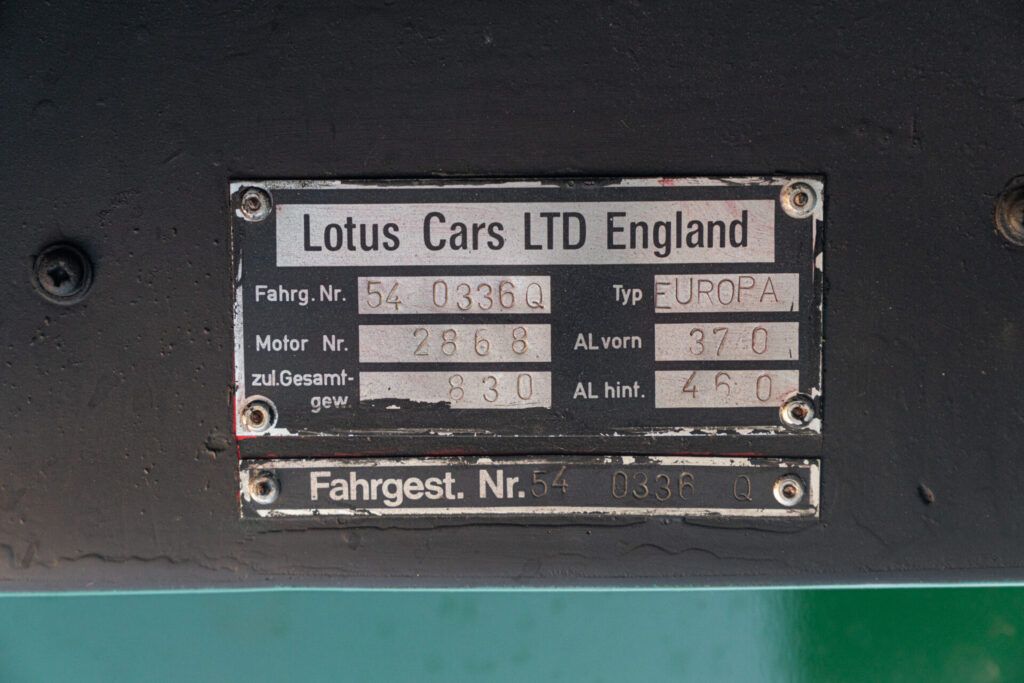 Lotus Cars LTD England
Fahrg. Nr. 54 0336 Q Typ EUROPA
Motor Nr. 2868 AL vorn 370
zul.Gesamt-
gew. 830 AL hint. 460
Fahrgest. Nr. 54 0336 Q